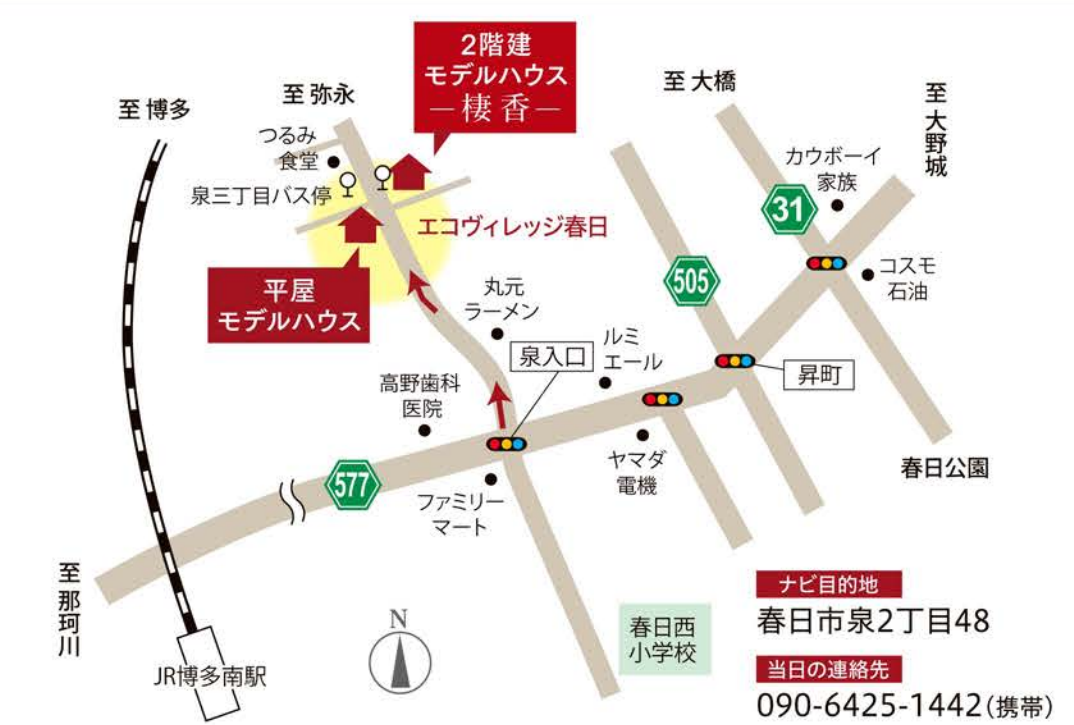 2階建
モデルハウス
―棲香―
至 大橋
至 大野城
至 弥永
至 博多
つるみ
食堂
カウボーイ
家族
泉三丁目バス停
31
エコヴィレッジ春日
505
コスモ
石油
平屋
モデルハウス
丸元
ラーメン
ルミ
エール
泉入口
昇町
高野歯科
医院
春日公園
ヤマダ
電機
577
ファミリー
マート
至 那珂川
ナビ目的地
春日市泉2丁目48
N
春日西
小学校
JR博多南駅
当日の連絡先
090-6425-1442(携帯)